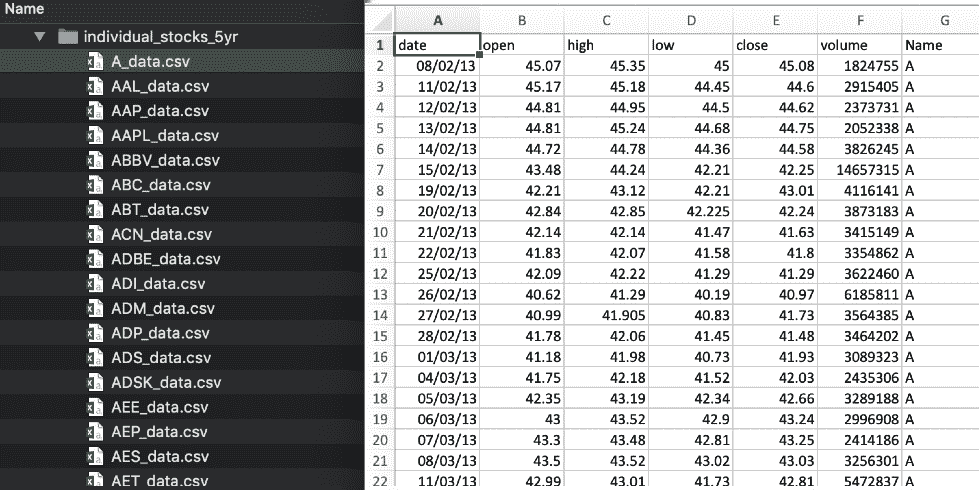 Name
individual_stocks_5yr
A_data.csv
AAL_data.csv
AAP_data.csv
AAPL_data.csv
ABBV_data.csv
ABC_data.csv
ABT_data.csv
ACN_data.csv
ADBE_data.csv
ADI_data.csv
ADM_data.csv
ADP_data.csv
ADS_data.csv
ADSK_data.csv
AEE_data.csv
AEP_data.csv
AES_data.csv
AET_data.csv
A B C D E F G
1 date open high low close volume Name
2 08/02/13 45.07 45.35 45 45.08 1824755 A
3 11/02/13 45.17 45.18 44.45 44.6 2915405 A
4 12/02/13 44.81 44.95 44.5 44.62 2373731 A
5 13/02/13 44.81 45.24 44.68 44.75 2052338 A
6 14/02/13 44.72 44.78 44.36 44.58 3826245 A
7 15/02/13 43.48 44.24 42.21 42.25 14657315 A
8 19/02/13 42.21 43.12 42.21 43.01 4116141 A
9 20/02/13 42.84 42.85 42.225 42.24 3873183 A
10 21/02/13 42.14 42.14 41.47 41.63 3415149 A
11 22/02/13 41.83 42.07 41.58 41.8 3354862 A
12 25/02/13 42.09 42.22 41.29 41.29 3622460 A
13 26/02/13 40.62 41.29 40.19 40.97 6185811 A
14 27/02/13 40.99 41.905 40.83 41.73 3564385 A
15 28/02/13 41.78 42.06 41.45 41.48 3464202 A
16 01/03/13 41.18 41.98 40.73 41.93 3089323 A
17 04/03/13 41.75 42.18 41.52 42.03 2435306 A
18 05/03/13 42.35 43.19 42.34 42.66 3289188 A
19 06/03/13 43 43.52 42.9 43.24 2996908 A
20 07/03/13 43.3 43.48 42.81 43.25 2414186 A
21 08/03/13 43.5 43.52 43.02 43.03 3256301 A
22 11/03/13 42.99 43.01 41.73 42.81 5472837 A